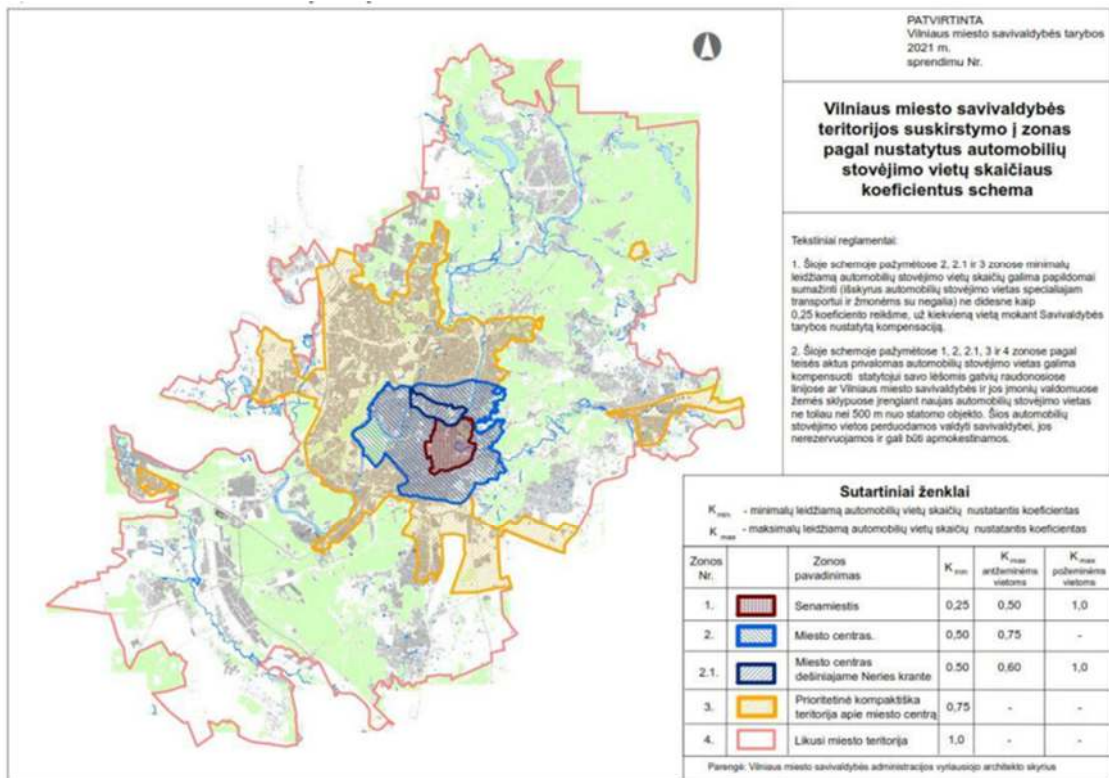 PATVIRTINTA
Vilniaus miesto savivaldybės tarybos
2021 m.
sprendimu Nr.
Vilniaus miesto savivaldybės
teritorijos suskirstymo į zonas
pagal nustatytus automobilių
stovėjimo vietų skaičiaus
koeficientus schema
Tekstiniai reglamentai:
1. Šioje schemoje pažymėtose 2, 2.1 ir 3 zonose minimalų
leidžiamą automobilių stovėjimo vietų skaičių galima papildomai
sumažinti (išskyrus automobilių stovėjimo vietas specialiajam
transportui ir žmonėms su negalia) ne didesne kaip
0,25 koeficiento reikšme, už kiekvieną vietą mokant Savivaldybės
tarybos nustatytą kompensaciją.
2. Šioje schemoje pažymėtose 1, 2, 2.1, 3 ir 4 zonose pagal
teisės aktus privalomas automobilių stovėjimo vietas galima
kompensuoti statytojui savo lėšomis gatvių raudonosiose
linijose ar Vilniaus miesto savivaldybės ir jos įmonių valdomuose
žemės sklypuose įrengiant naujas automobilių stovėjimo vietas
ne toliau nei 500 m nuo statomo objekto. Šios automobilių
stovėjimo vietos perduodamos valdyti savivaldybei, jos
nerezervuojamos ir gali būti apmokestinamos.
Sutartiniai ženklai
K min - minimalų leidžiamą automobilių vietų skaičių nustatantis koeficientas
K max - maksimalų leidžiamą automobilių vietų skaičių nustatantis koeficientas
Zonos Nr. Zonos pavadinimas K min K max antžeminėms vietoms K max požeminėms vietoms
1. Senamiestis 0,25 0,50 1,0
2. Miesto centras. 0,50 0,75 -
2.1. Miesto centras dešiniajame Neries krante 0.50 0,60 1,0
3. Prioritetinė kompaktiška teritorija apie miesto centrą 0,75 - -
4. Likusi miesto teritorija 1,0 - -
Parengė: Vilniaus miesto savivaldybės administracijos vyriausiojo architekto skyrius